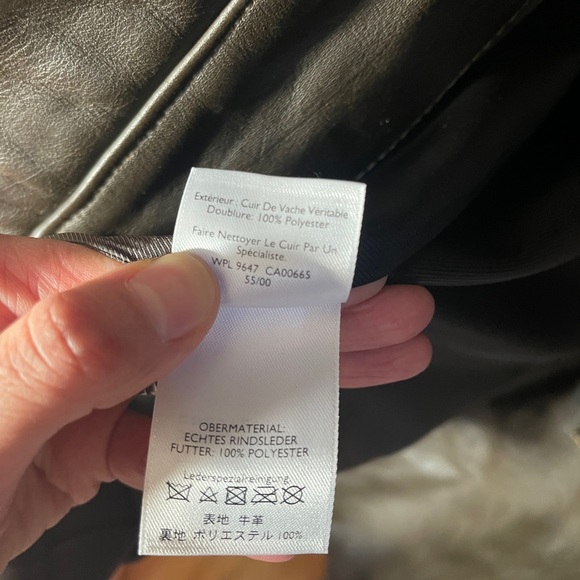 Extérieur : Cuir De Vache Véritable
Doublure: 100% Polyester
Faire Nettoyer Le Cuir Par Un
Spécialiste.
WPL 9647 CA00665
55/00
OBERMATERIAL:
ECHTES RINDSLEDER
FUTTER: 100% POLYESTER
Lederspezialreinigung.
表地 牛革
裏地 ポリエステル 100%